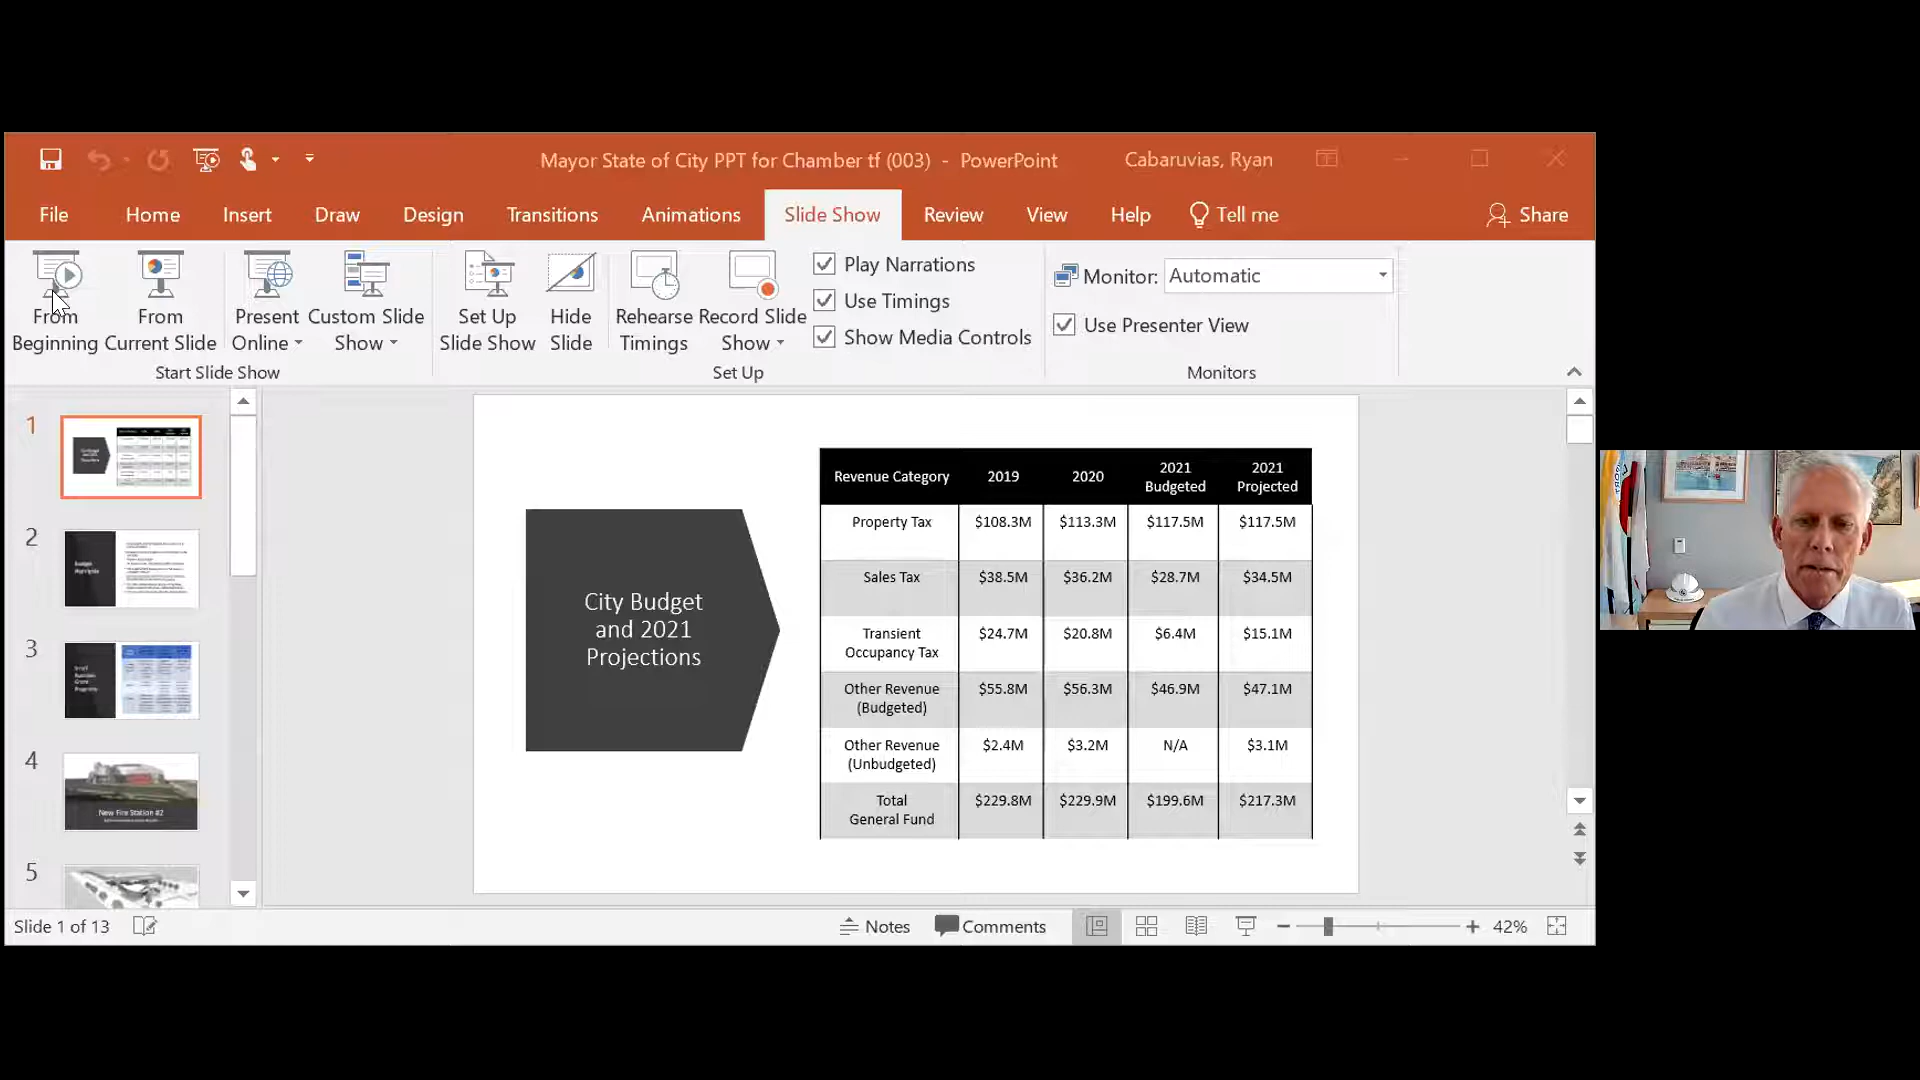 Mayor State of City PPT for Chamber tf (003) - PowerPoint
Cabaruvias, Ryan
File Home Insert Draw Design Transitions Animations Slide Show Review View Help Tell me Share
From Beginning
From Current Slide
Present Online
Custom Slide Show
Set Up Slide Show
Hide Slide
Rehearse Timings
Record Slide Show
Play Narrations
Use Timings
Show Media Controls
Monitor: Automatic
Use Presenter View
Start Slide Show
Set Up
Monitors
1
2
3
4
New Fire Station #2
5
City Budget
and 2021
Projections
Revenue Category 2019 2020 2021 Budgeted 2021 Projected
Property Tax $108.3M $113.3M $117.5M $117.5M
Sales Tax $38.5M $36.2M $28.7M $34.5M
Transient Occupancy Tax $24.7M $20.8M $6.4M $15.1M
Other Revenue (Budgeted) $55.8M $56.3M $46.9M $47.1M
Other Revenue (Unbudgeted) $2.4M $3.2M N/A $3.1M
Total General Fund $229.8M $229.9M $199.6M $217.3M
Slide 1 of 13
Notes
Comments
42%